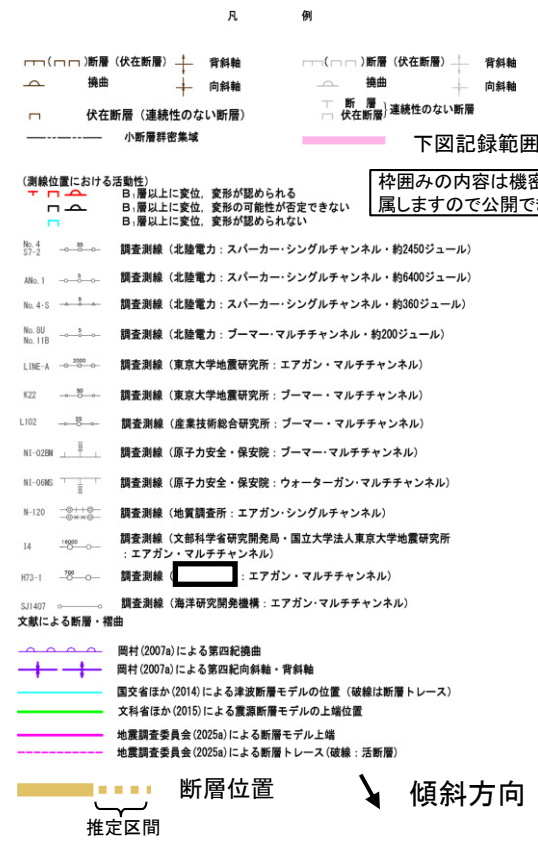 凡　例
断層（伏在断層）　背斜軸
撓曲　向斜軸
伏在断層（連続性のない断層）
小断層群密集域
断層（伏在断層）　背斜軸
撓曲　向斜軸
断　層
伏在断層｝連続性のない断層
下図記録範囲
枠囲みの内容は機密
属しますので公開でき
（測線位置における活動性）
B₁層以上に変位，変形が認められる
B₁層以上に変位，変形の可能性が否定できない
B₁層以上に変位，変形が認められない
No.4
S7-2　39　調査測線（北陸電力：スパーカー・シングルチャンネル・約2450ジュール）
ANo.1　5　調査測線（北陸電力：スパーカー・シングルチャンネル・約6400ジュール）
No.4-S　調査測線（北陸電力：スパーカー・シングルチャンネル・約360ジュール）
No.8U
No.11B　5　調査測線（北陸電力：ブーマー・マルチチャンネル・約200ジュール）
LINE-A　2000　調査測線（東京大学地震研究所：エアガン・マルチチャンネル）
K22　50　調査測線（東京大学地震研究所：ブーマー・マルチチャンネル）
L102　調査測線（産業技術総合研究所：ブーマー・マルチチャンネル）
NI-02BM　調査測線（原子力安全・保安院：ブーマー・マルチチャンネル）
NI-06MS　調査測線（原子力安全・保安院：ウォーターガン・マルチチャンネル）
N-120　調査測線（地質調査所：エアガン・シングルチャンネル）
I4　16000　調査測線（文部科学省研究開発局・国立大学法人東京大学地震研究所
：エアガン・マルチチャンネル）
H73-1　700　調査測線（　：エアガン・マルチチャンネル）
SJ1407　調査測線（海洋研究開発機構：エアガン・マルチチャンネル）
文献による断層・褶曲
岡村(2007a)による第四紀撓曲
岡村(2007a)による第四紀向斜軸・背斜軸
国交省ほか(2014)による津波断層モデルの位置（破線は断層トレース）
文科省ほか(2015)による震源断層モデルの上端位置
地震調査委員会(2025a)による断層モデル上端
地震調査委員会(2025a)による断層トレース(破線：活断層)
断層位置　傾斜方向
推定区間